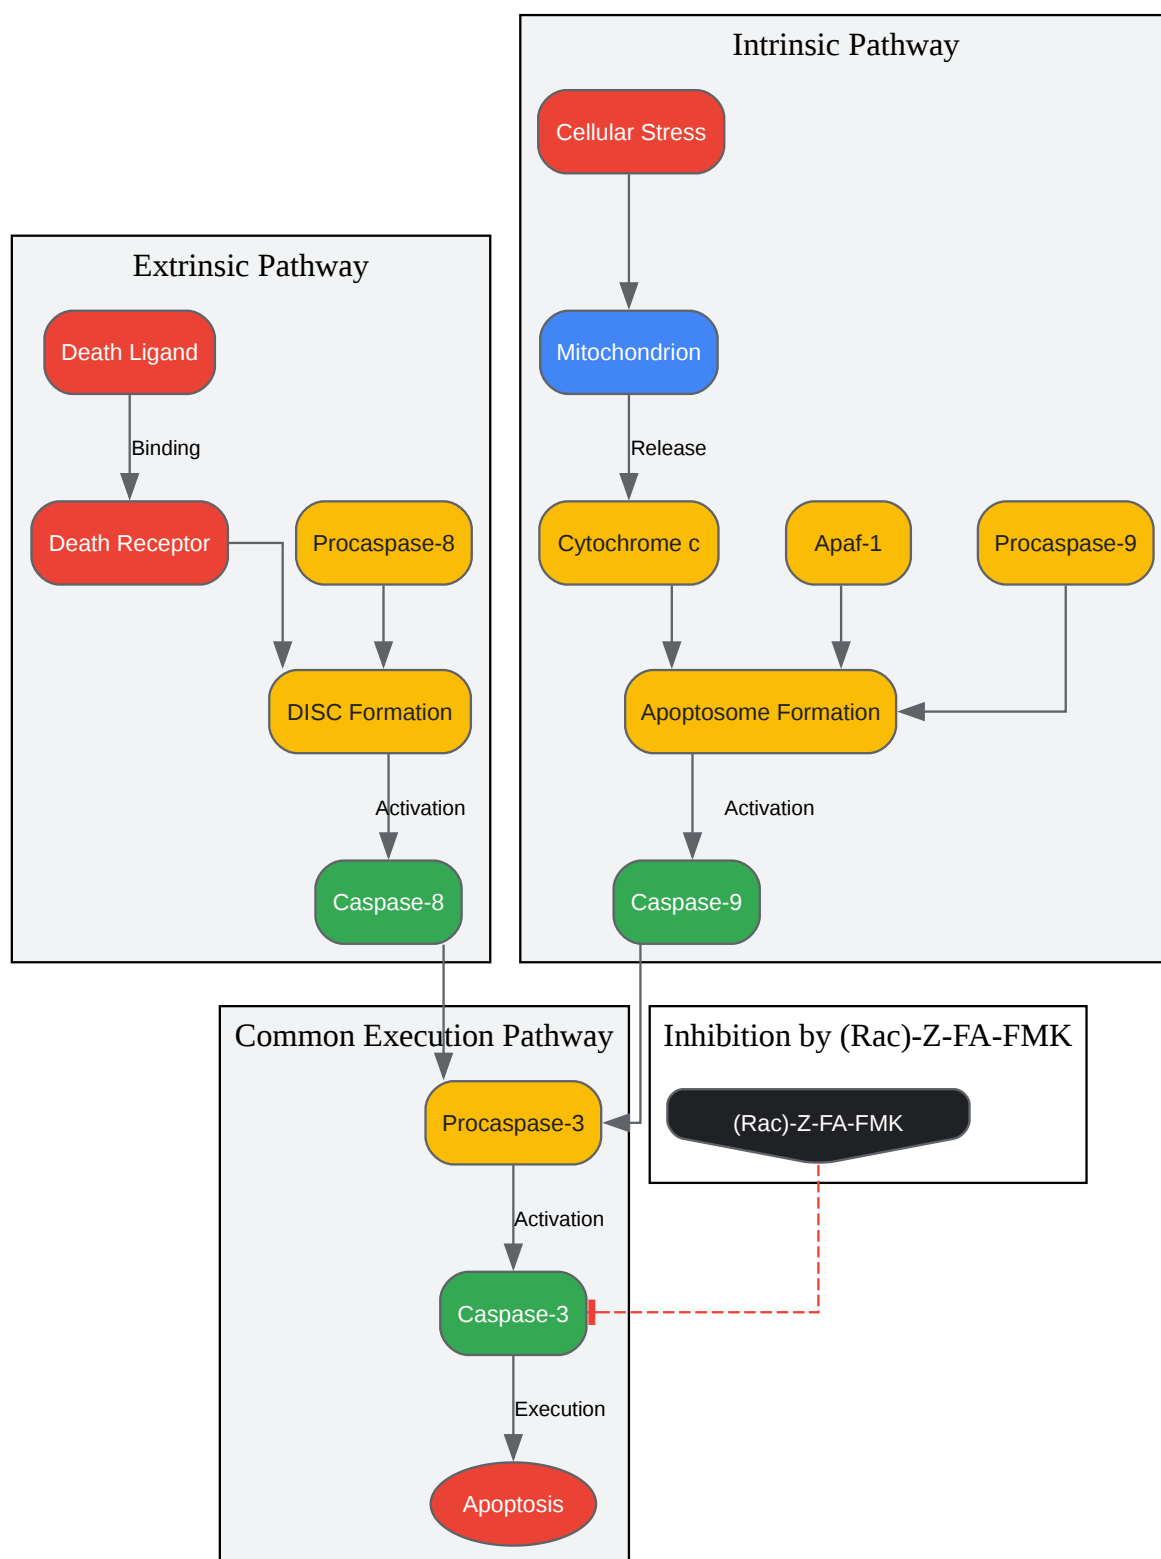 Intrinsic Pathway
Cellular Stress
Extrinsic Pathway
Death Ligand
Mitochondrion
Binding
Release
Death Receptor
Procaspase-8
Cytochrome c
Apaf-1
Procaspase-9
DISC Formation
Apoptosome Formation
Activation
Activation
Caspase-8
Caspase-9
Common Execution Pathway
Inhibition by (Rac)-Z-FA-FMK
Procaspase-3
(Rac)-Z-FA-FMK
Activation
Caspase-3
Execution
Apoptosis